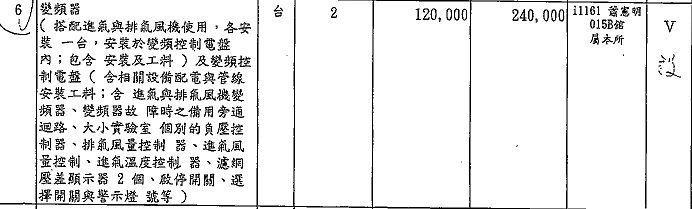 6 變頻器 台 2 120,000 240,000 11161 蕭憲明 V
( 搭配進氣與排氣風機使用，各安 015B館
裝 一台，安裝於變頻控制電盤 屬本所
內；包含 安裝及工料 ) 及變頻控
制電盤 ( 含相關設備配電與管線
安裝工料；含 進氣與排氣風機變
頻器、變頻器故 障時之備用旁通
迴路、大小實驗室 個別的負壓控
制器、排氣風量控制 器、進氣風
量控制、進氣溫度控制 器、濾網
壓差顯示器 2 個、啟停開關、選
擇開關與警示燈 號等 )